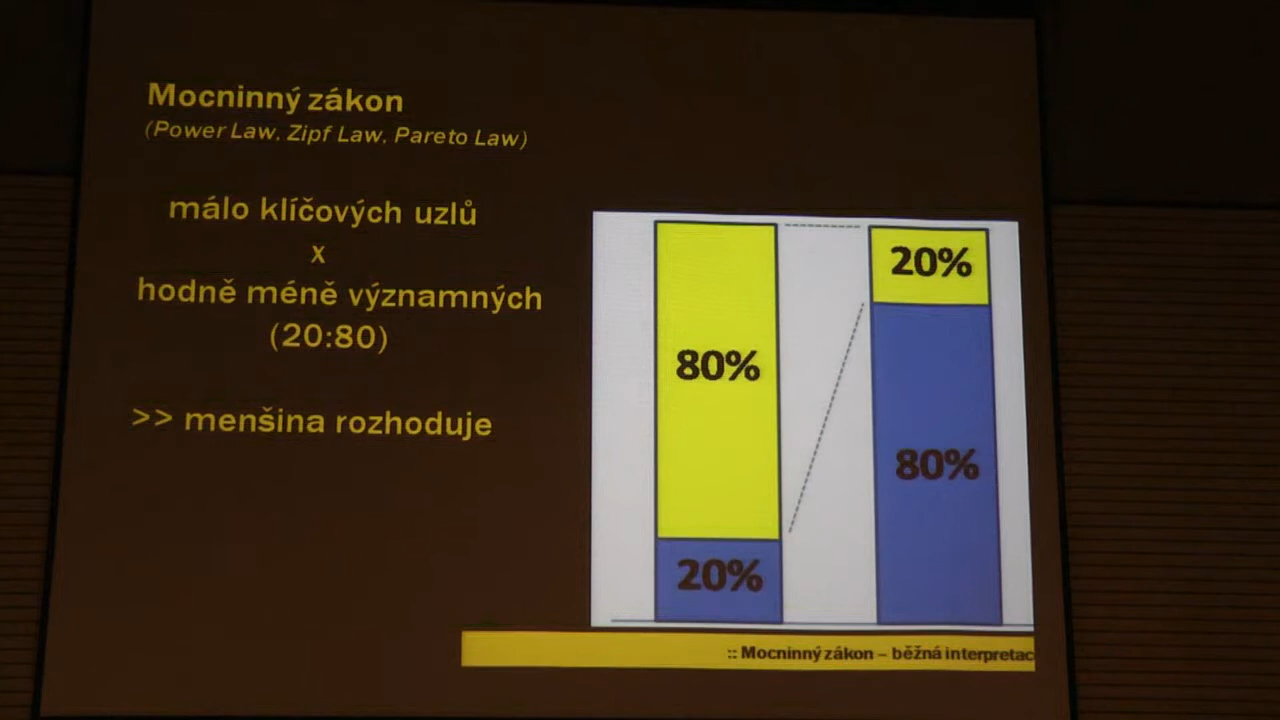 Mocninný zákon
(Power Law, Zipf Law, Pareto Law)
málo klíčových uzlů
x
hodně méně významných
(20:80)
>> menšina rozhoduje
80%
20%
20%
80%
:: Mocninný zákon – běžná interpretac